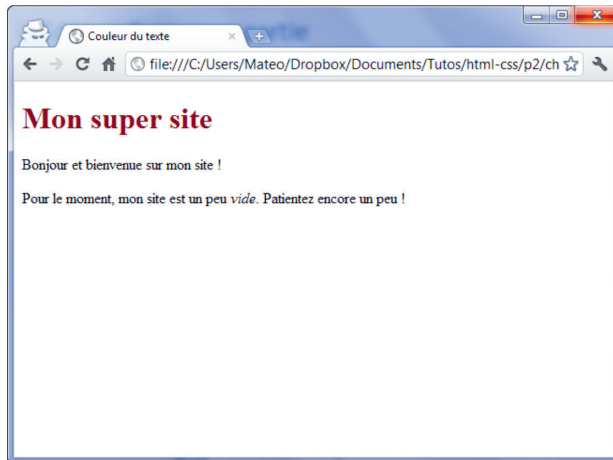 Couleur du texte
file:///C:/Users/Mateo/Dropbox/Documents/Tutos/html-css/p2/ch
Mon super site
Bonjour et bienvenue sur mon site !
Pour le moment, mon site est un peu vide. Patientez encore un peu !